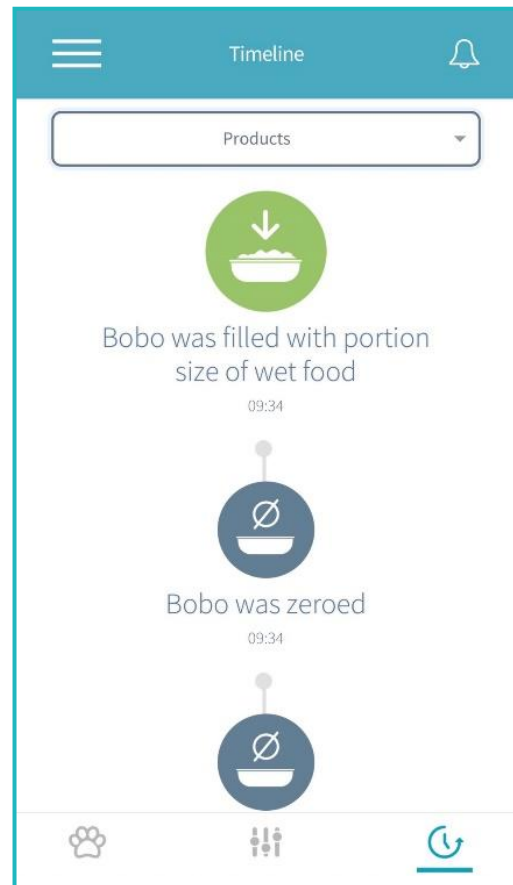 Timeline
Products
Bobo was filled with portion
size of wet food
09:34
Bobo was zeroed
09:34